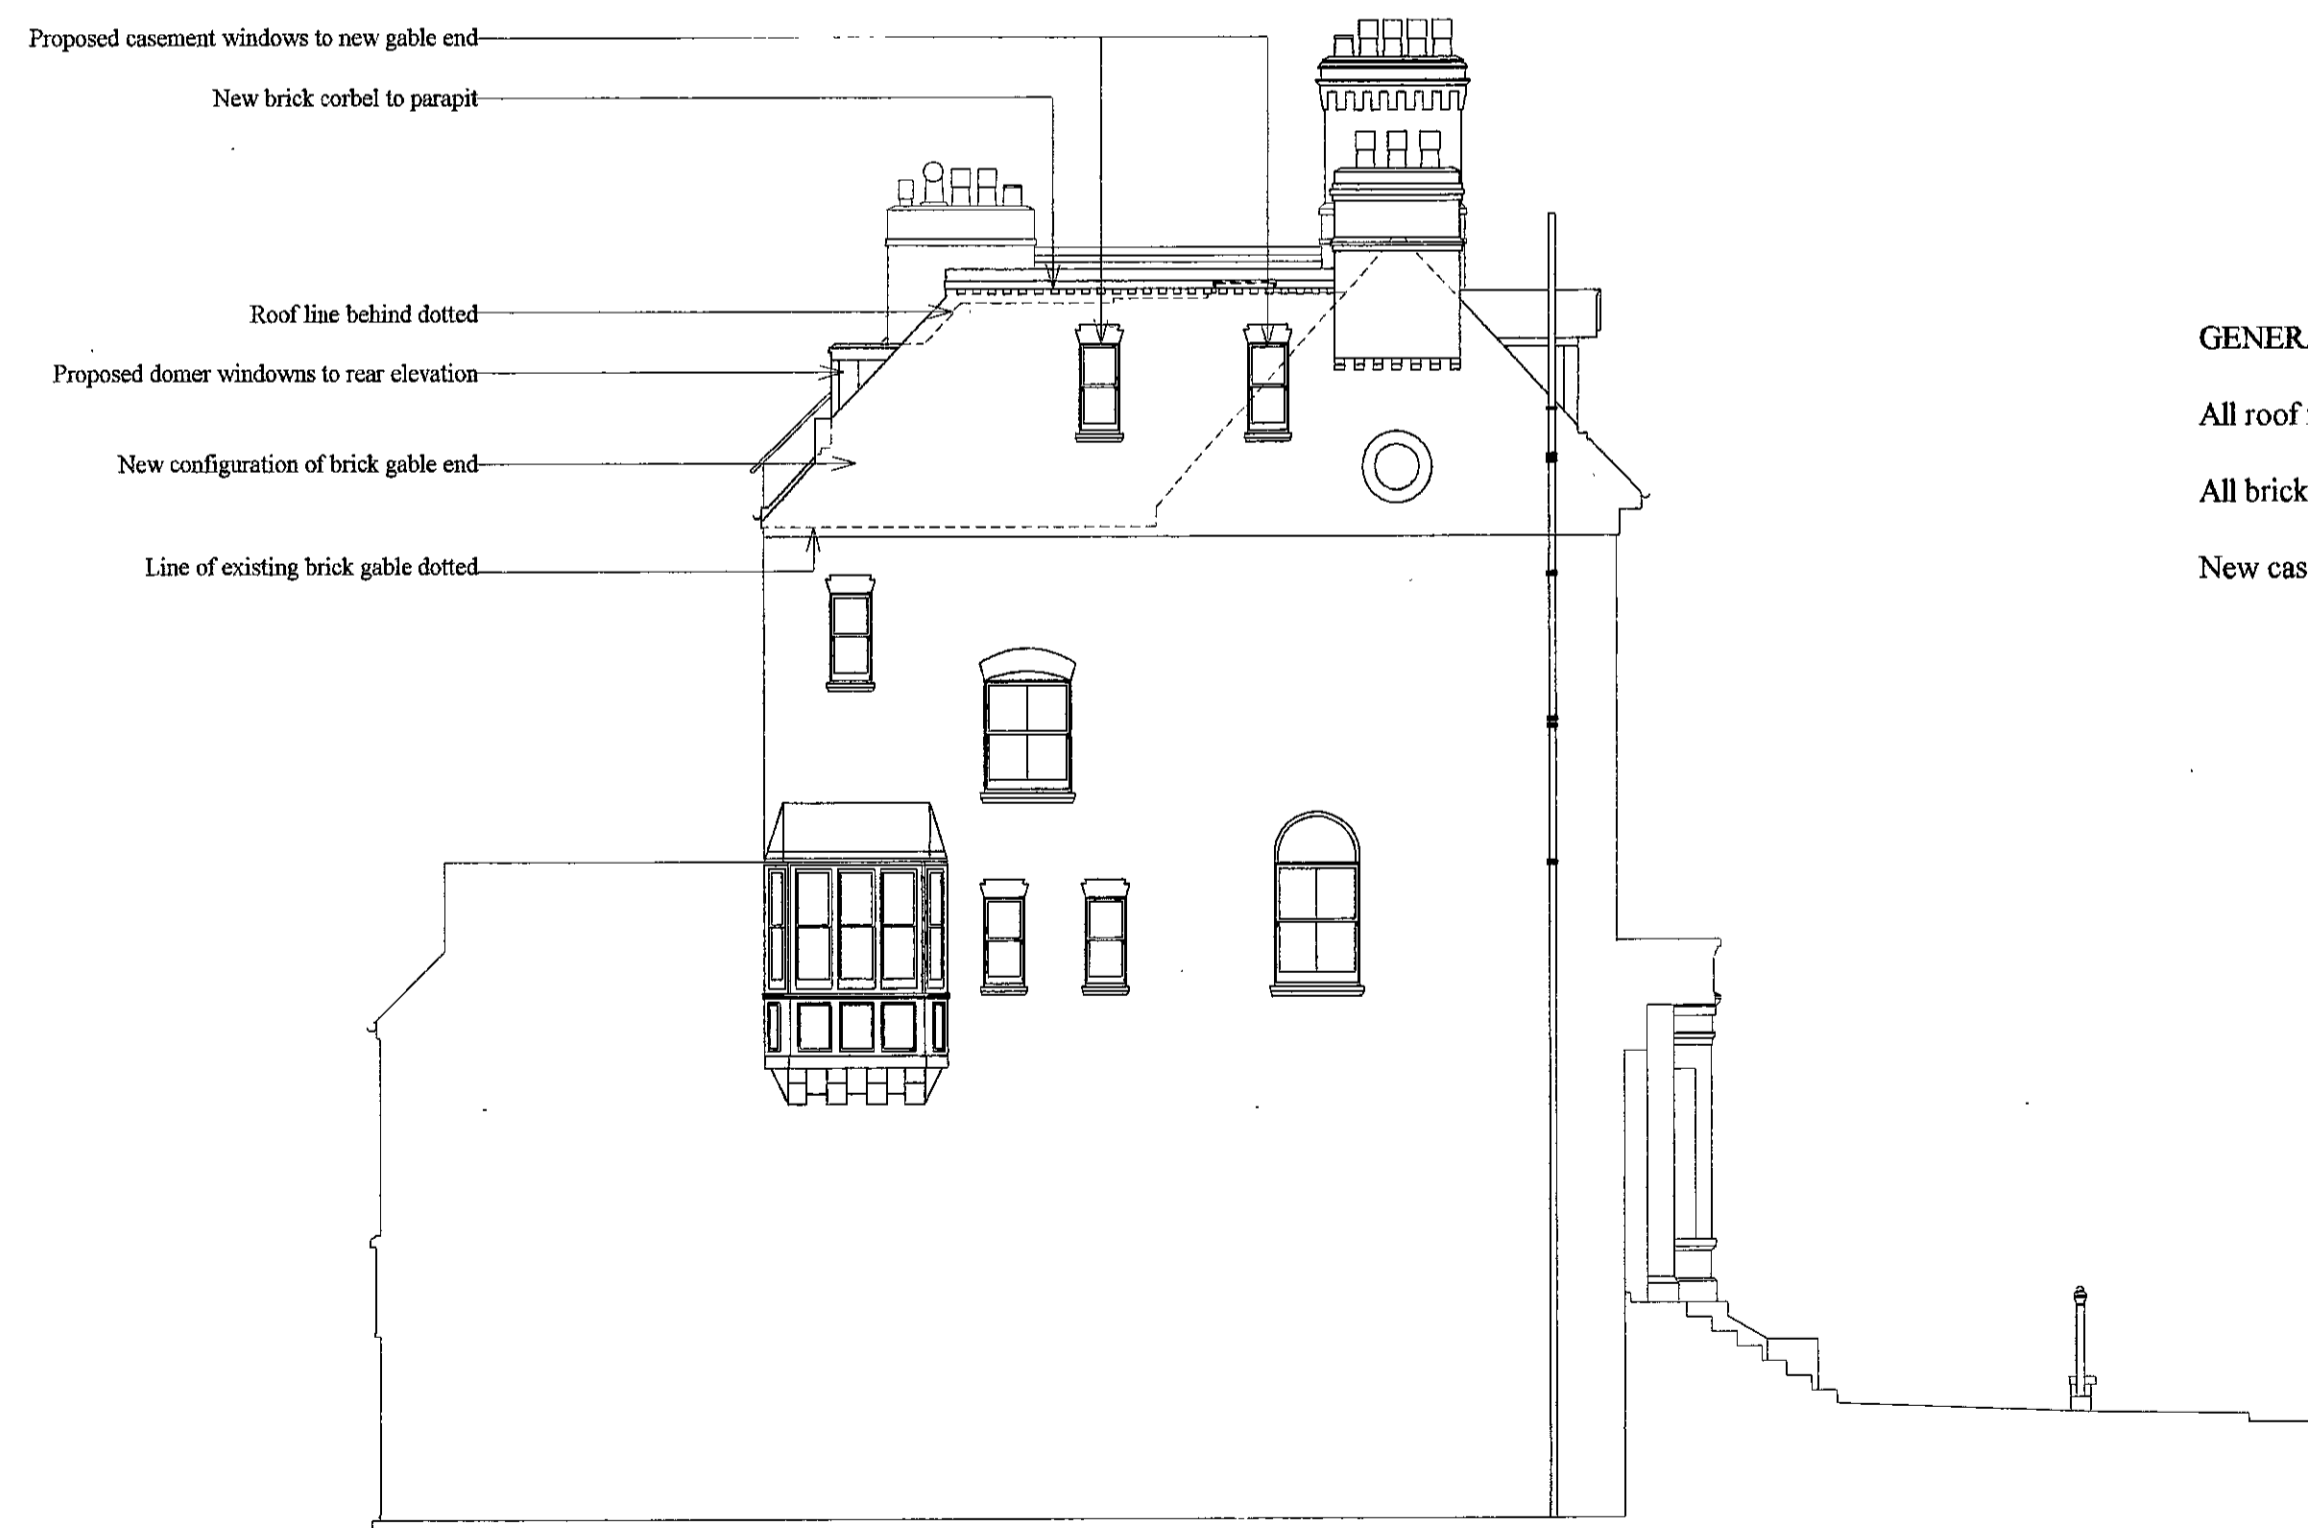 Proposed casement windows to new gable end
New brick corbel to parapit
Roof line behind dotted
Proposed domer windowns to rear elevation
New configuration of brick gable end
Line of existing brick gable dotted
GENER
All roof
All brick
New cas